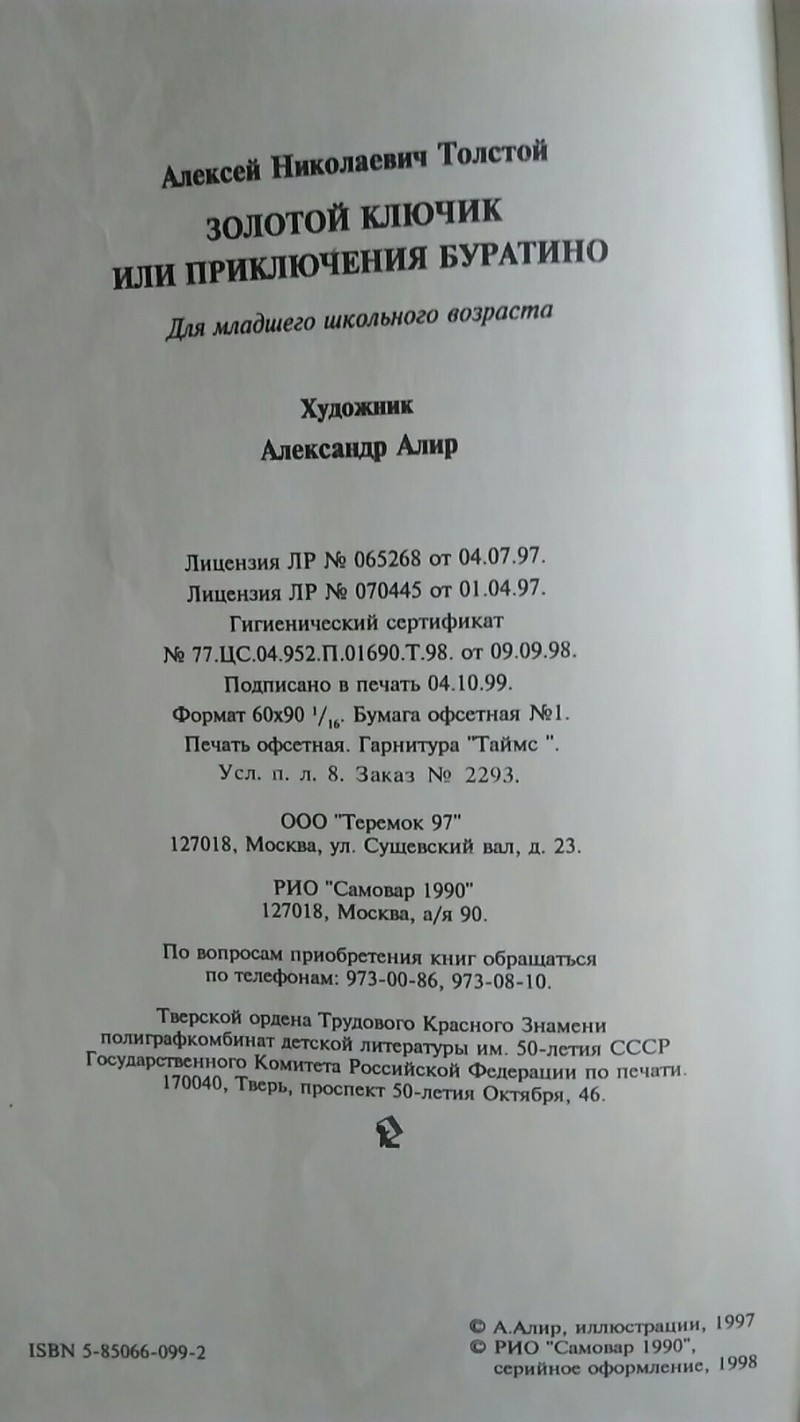 Алексей Николаевич Толстой
ЗОЛОТОЙ КЛЮЧИК
ИЛИ ПРИКЛЮЧЕНИЯ БУРАТИНО
Для младшего школьного возраста
Художник
Александр Алир
Лицензия ЛР № 065268 от 04.07.97.
Лицензия ЛР № 070445 от 01.04.97.
Гигиенический сертификат
№ 77.ЦС.04.952.П.01690.Т.98. от 09.09.98.
Подписано в печать 04.10.99.
Формат 60х90 1/16. Бумага офсетная №1.
Печать офсетная. Гарнитура "Таймс ".
Усл. п. л. 8. Заказ № 2293.
ООО "Теремок 97"
127018, Москва, ул. Сущевский вал, д. 23.
РИО "Самовар 1990"
127018, Москва, а/я 90.
По вопросам приобретения книг обращаться
по телефонам: 973-00-86, 973-08-10.
Тверской ордена Трудового Красного Знамени
полиграфкомбинат детской литературы им. 50-летия СССР
Государственного Комитета Российской Федерации по печати.
170040, Тверь, проспект 50-летия Октября, 46.
ISBN 5-85066-099-2
© А.Алир, иллюстрации, 1997
© РИО "Самовар 1990",
серийное оформление, 1998